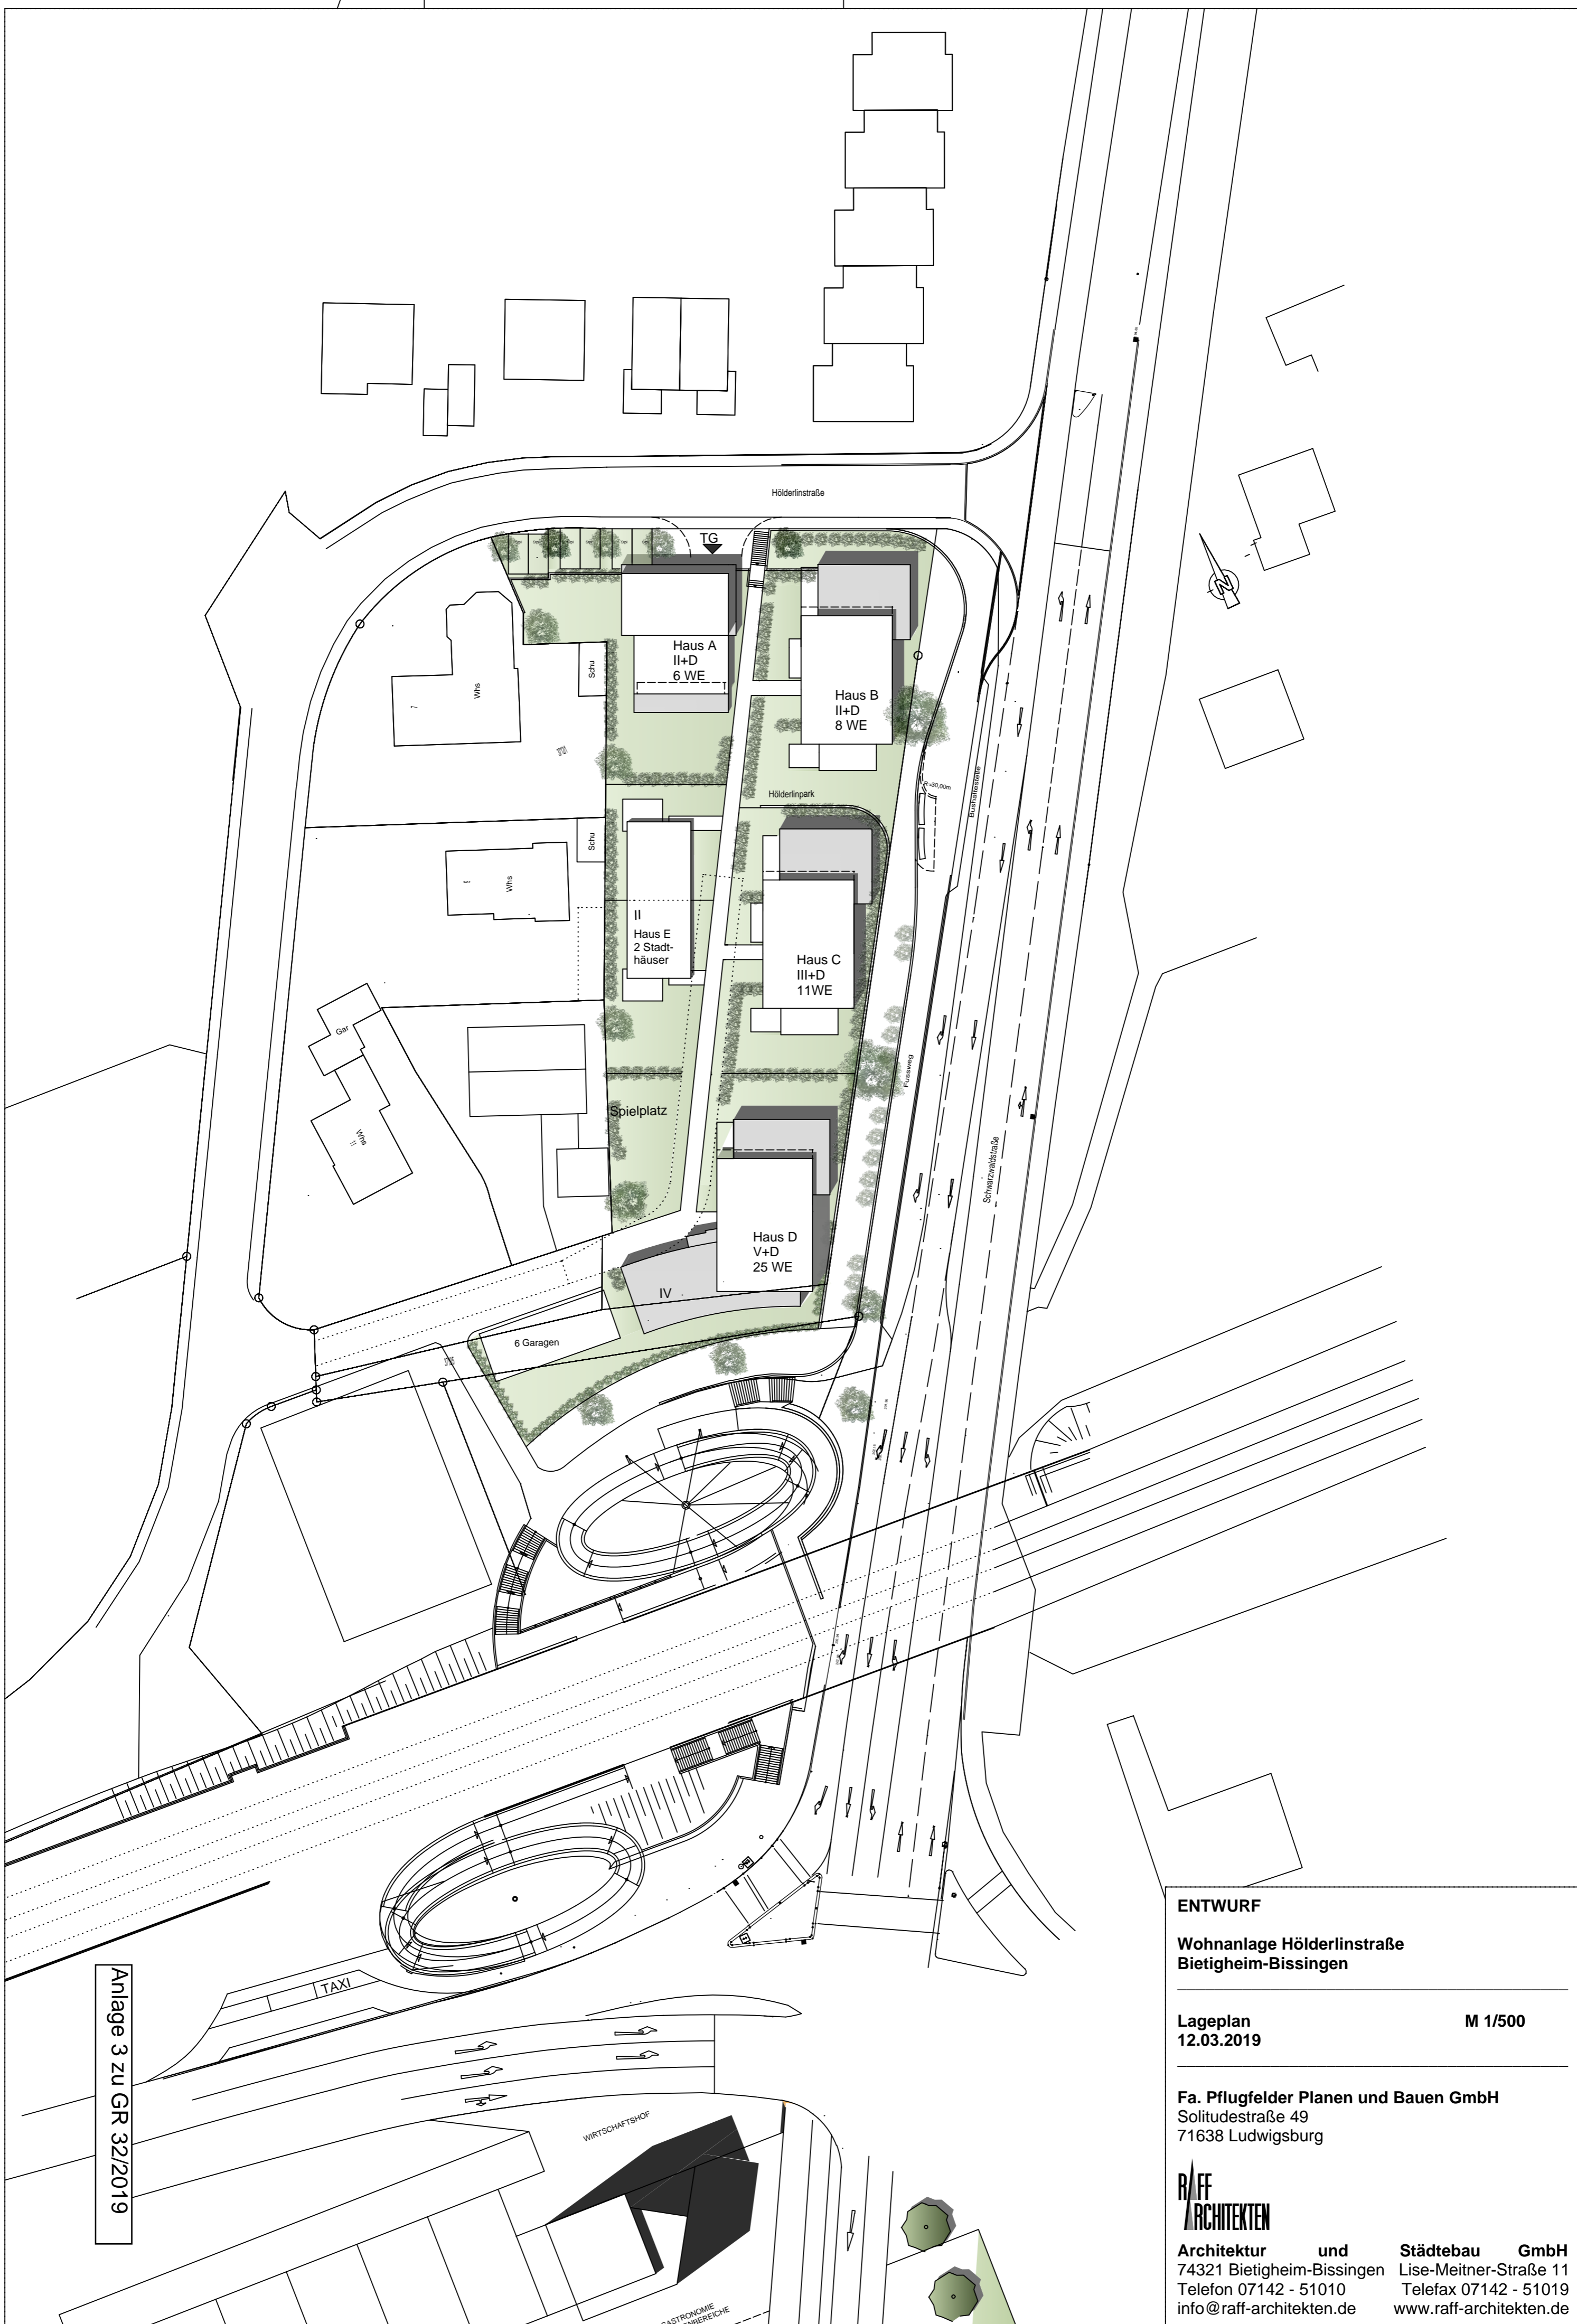 Hölderlinstraße
TG
Haus A
II+D
6 WE
Schu
Whs
7
Haus B
II+D
8 WE
Bushaltestelle
R=30,00m
Hölderlinpark
Schu
Whs
9
II
Haus E
2 Stadt-
häuser
Haus C
III+D
11WE
Gar
Whs
11
Fussweg
Spielplatz
Schwarzwaldstraße
Haus D
V+D
25 WE
IV
6 Garagen
N
TAXI
WIRTSCHAFTSHOF
Anlage 3 zu GR 32/2019
ENTWURF
Wohnanlage Hölderlinstraße
Bietigheim-Bissingen
Lageplan M 1/500
12.03.2019
Fa. Pflugfelder Planen und Bauen GmbH
Solitudestraße 49
71638 Ludwigsburg
RAFF
ARCHITEKTEN
Architektur und Städtebau GmbH
74321 Bietigheim-Bissingen Lise-Meitner-Straße 11
Telefon 07142 - 51010 Telefax 07142 - 51019
info@raff-architekten.de www.raff-architekten.de